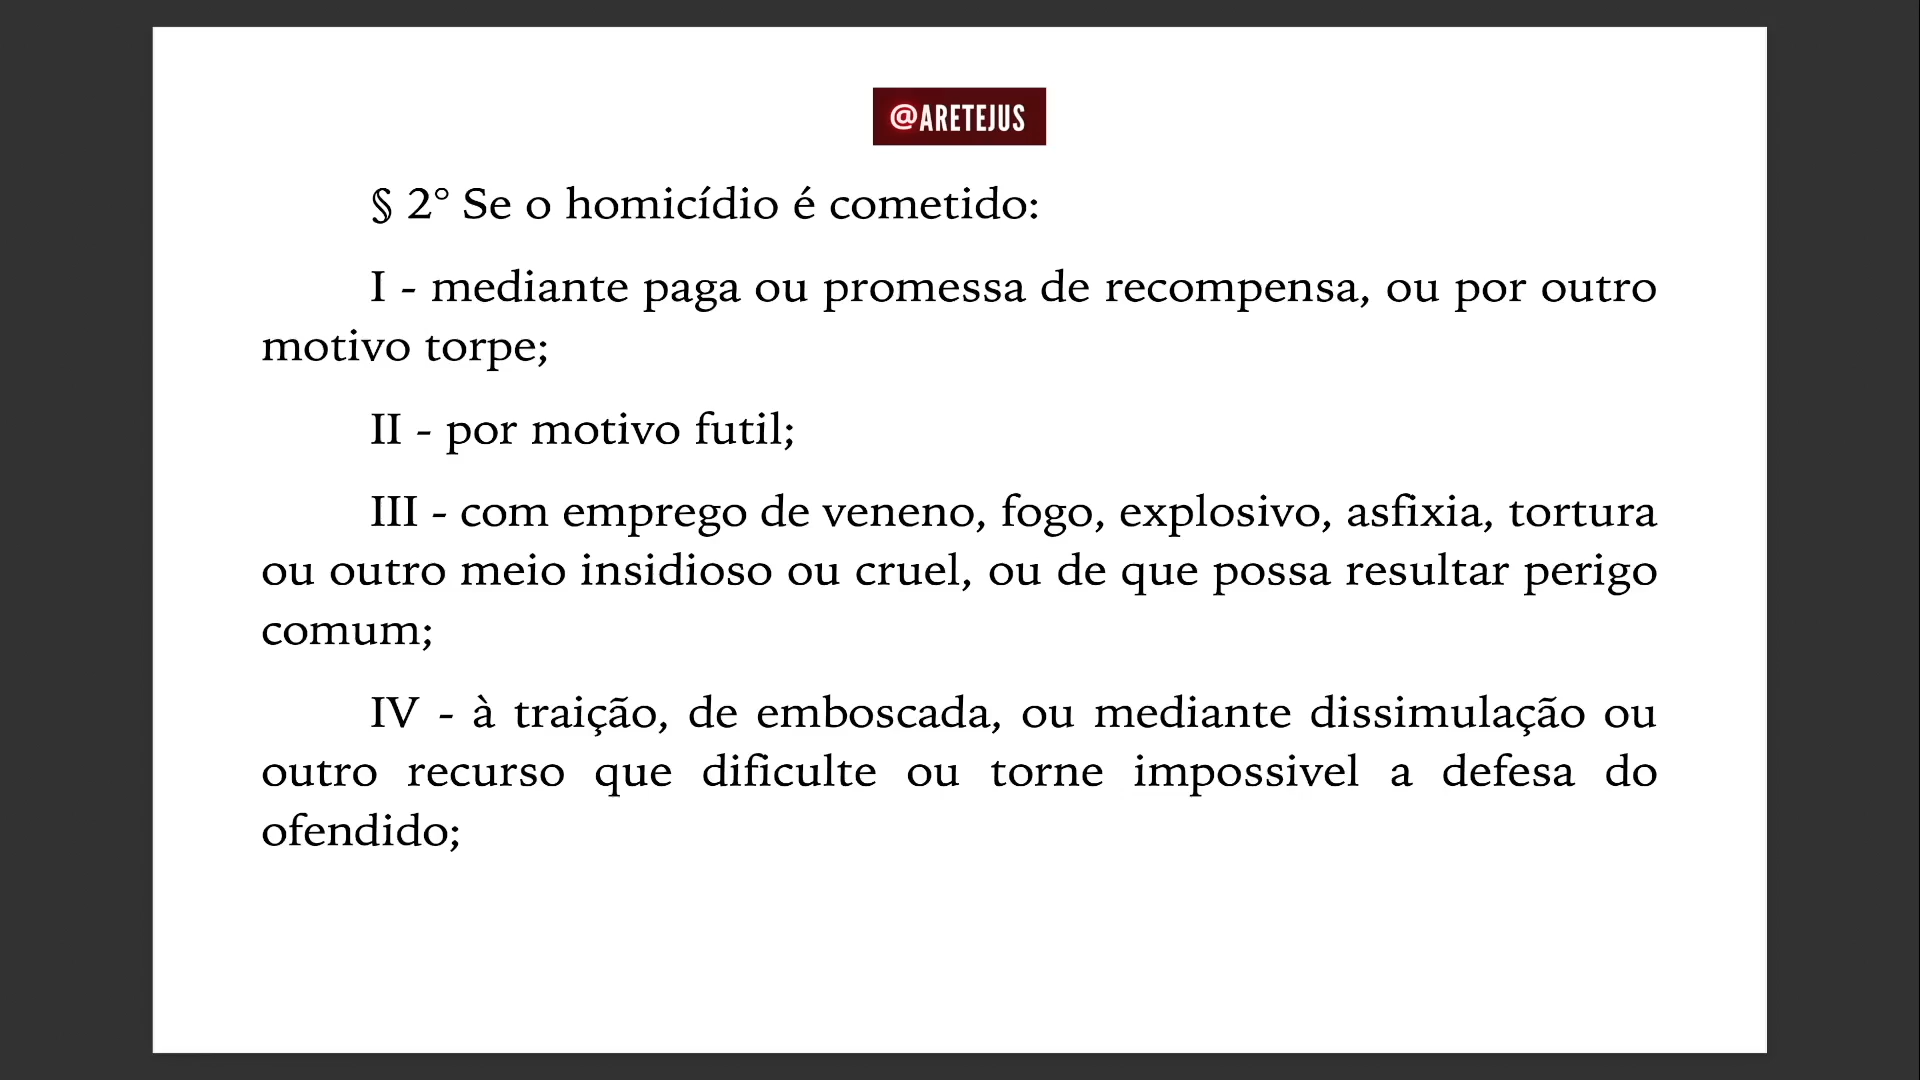 @ARETEJUS
§ 2° Se o homicídio é cometido:
I - mediante paga ou promessa de recompensa, ou por outro
motivo torpe;
II - por motivo futil;
III - com emprego de veneno, fogo, explosivo, asfixia, tortura
ou outro meio insidioso ou cruel, ou de que possa resultar perigo
comum;
IV - à traição, de emboscada, ou mediante dissimulação ou
outro recurso que dificulte ou torne impossivel a defesa do
ofendido;